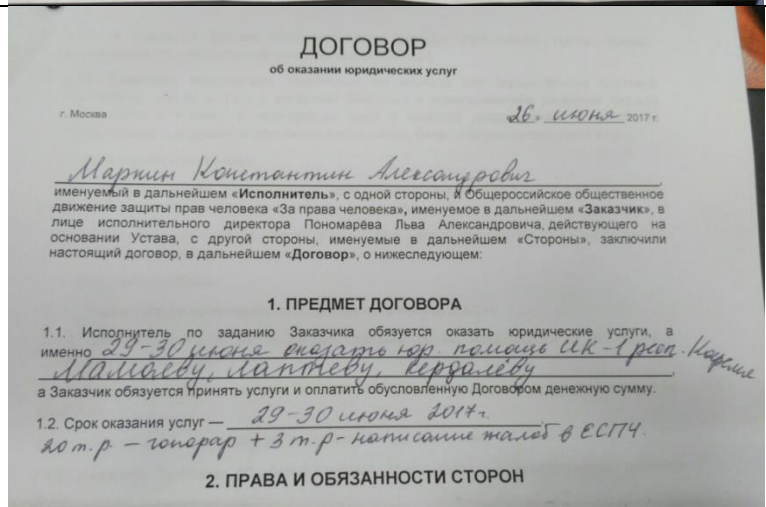 ДОГОВОР
об оказании юридических услуг
г. Москва «26» июня 2017 г.
Маркин Константин Александрович
именуемый в дальнейшем «Исполнитель», с одной стороны, и Общероссийское общественное
движение защиты прав человека «За права человека», именуемое в дальнейшем «Заказчик», в
лице исполнительного директора Пономарёва Льва Александровича, действующего на
основании Устава, с другой стороны, именуемые в дальнейшем «Стороны», заключили
настоящий договор, в дальнейшем «Договор», о нижеследующем:
1. ПРЕДМЕТ ДОГОВОРА
1.1. Исполнитель по заданию Заказчика обязуется оказать юридические услуги, а
именно 29-30 июня оказать юр. помощь ИК-1 респ. Карелия
Мамаеву, Лаптеву,
а Заказчик обязуется принять услуги и оплатить обусловленную Договором денежную сумму.
1.2. Срок оказания услуг — 29-30 июня 2017 г.
20 т.р – гонорар + 3 т.р – написание жалоб в ЕСПЧ.
2. ПРАВА И ОБЯЗАННОСТИ СТОРОН